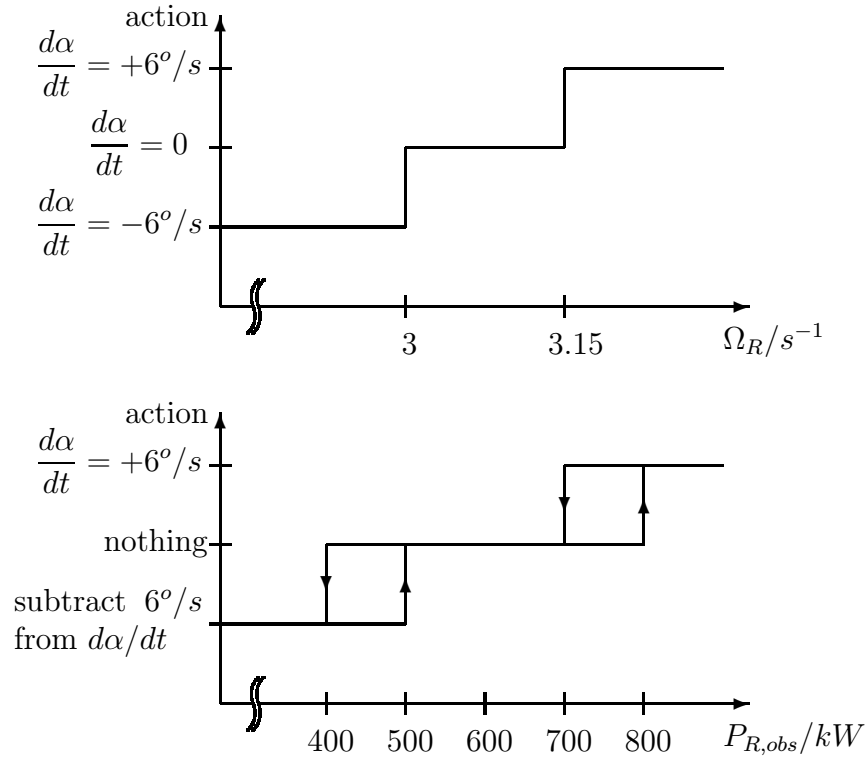 action
dα/dt = +6°/s
dα/dt = 0
dα/dt = −6°/s
3 3.15 Ω_R/s⁻¹
action
dα/dt = +6°/s
nothing
subtract 6°/s
from dα/dt
400 500 600 700 800 P_{R,obs}/kW